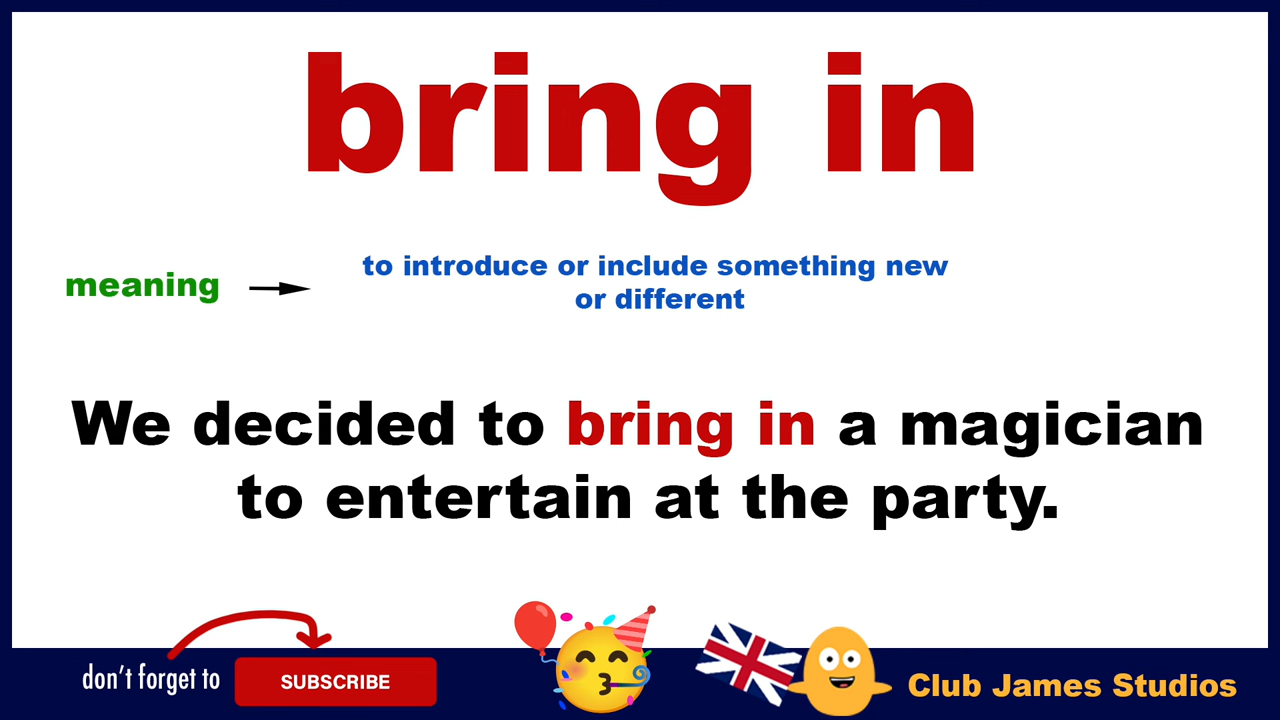 bring in
meaning
to introduce or include something new
or different
We decided to bring in a magician
to entertain at the party.
don't forget to
SUBSCRIBE
Club James Studios